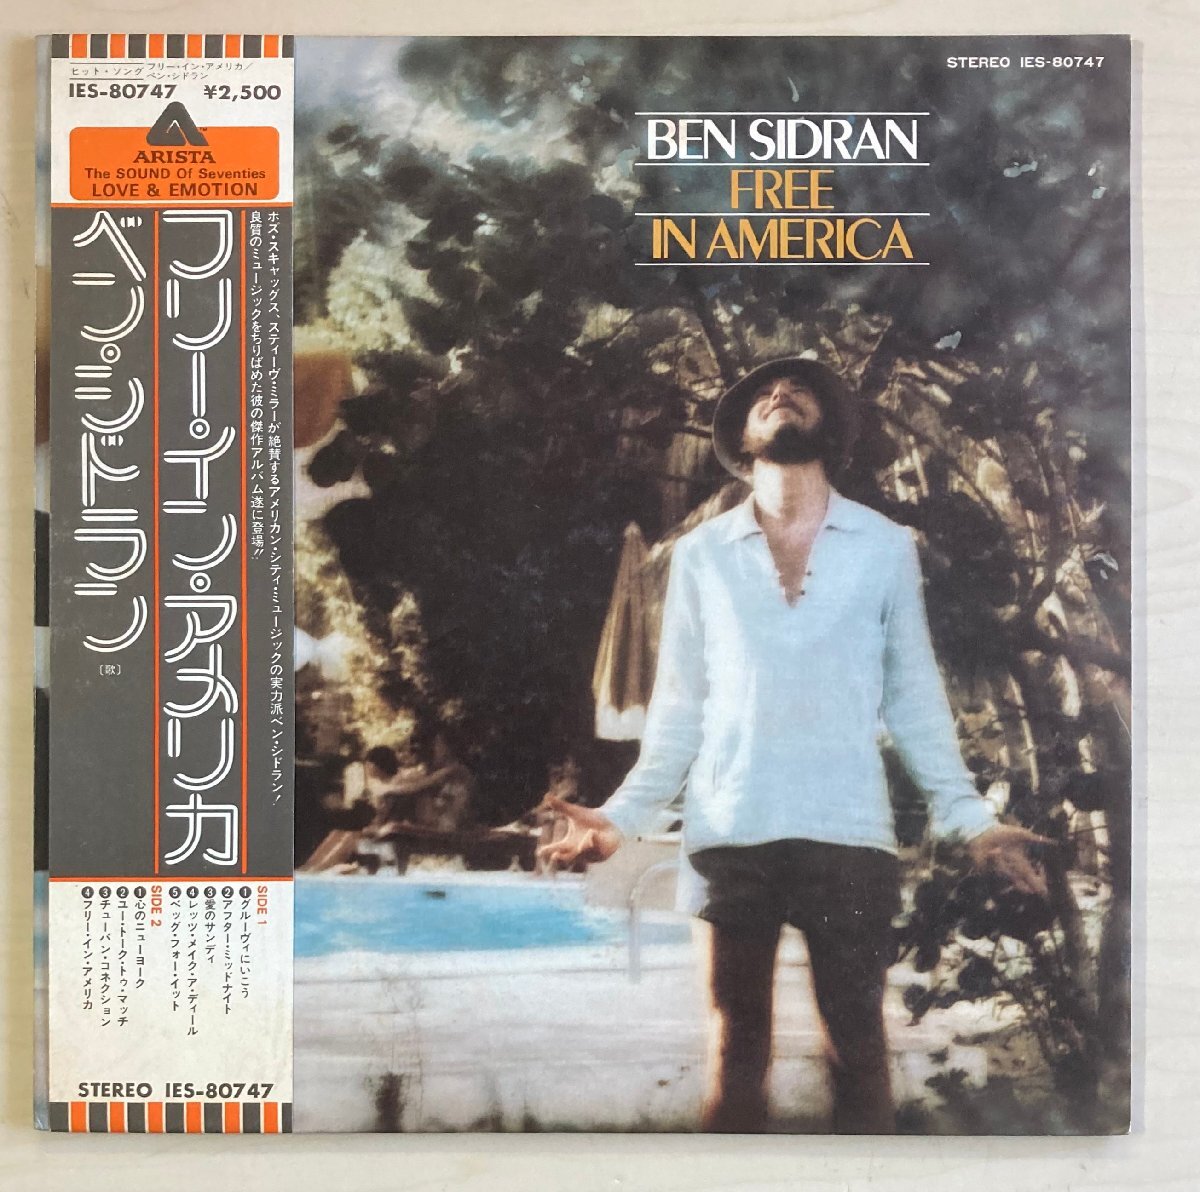 ヒット・ソング フリー・イン・アメリカ/
ベン・シドラン
IES-80747 ¥2,500
ARISTA™
The SOUND Of Seventies
LOVE & EMOTION
フリー・イン・アメリカ
ベン・シドラン
〔歌〕
ボズ・スキャッグス、スティーヴ・ミラーが絶賛するアメリカン・シティ・ミュージックの実力派ベン・シドラン!
良質のミュージックをちりばめた彼の傑作アルバム遂に登場!!
SIDE 1
❶グルーヴィにいこう
❷アフター・ミッドナイト
❸愛のサンディ
❹レッツ・メイク・ア・ディール
❺ベッグ・フォー・イット
SIDE 2
❶心のニューヨーク
❷ユー・トーク・トゥ・マッチ
❸チューバン・コネクション
❹フリー・イン・アメリカ
STEREO IES-80747
STEREO IES-80747
BEN SIDRAN
FREE
IN AMERICA